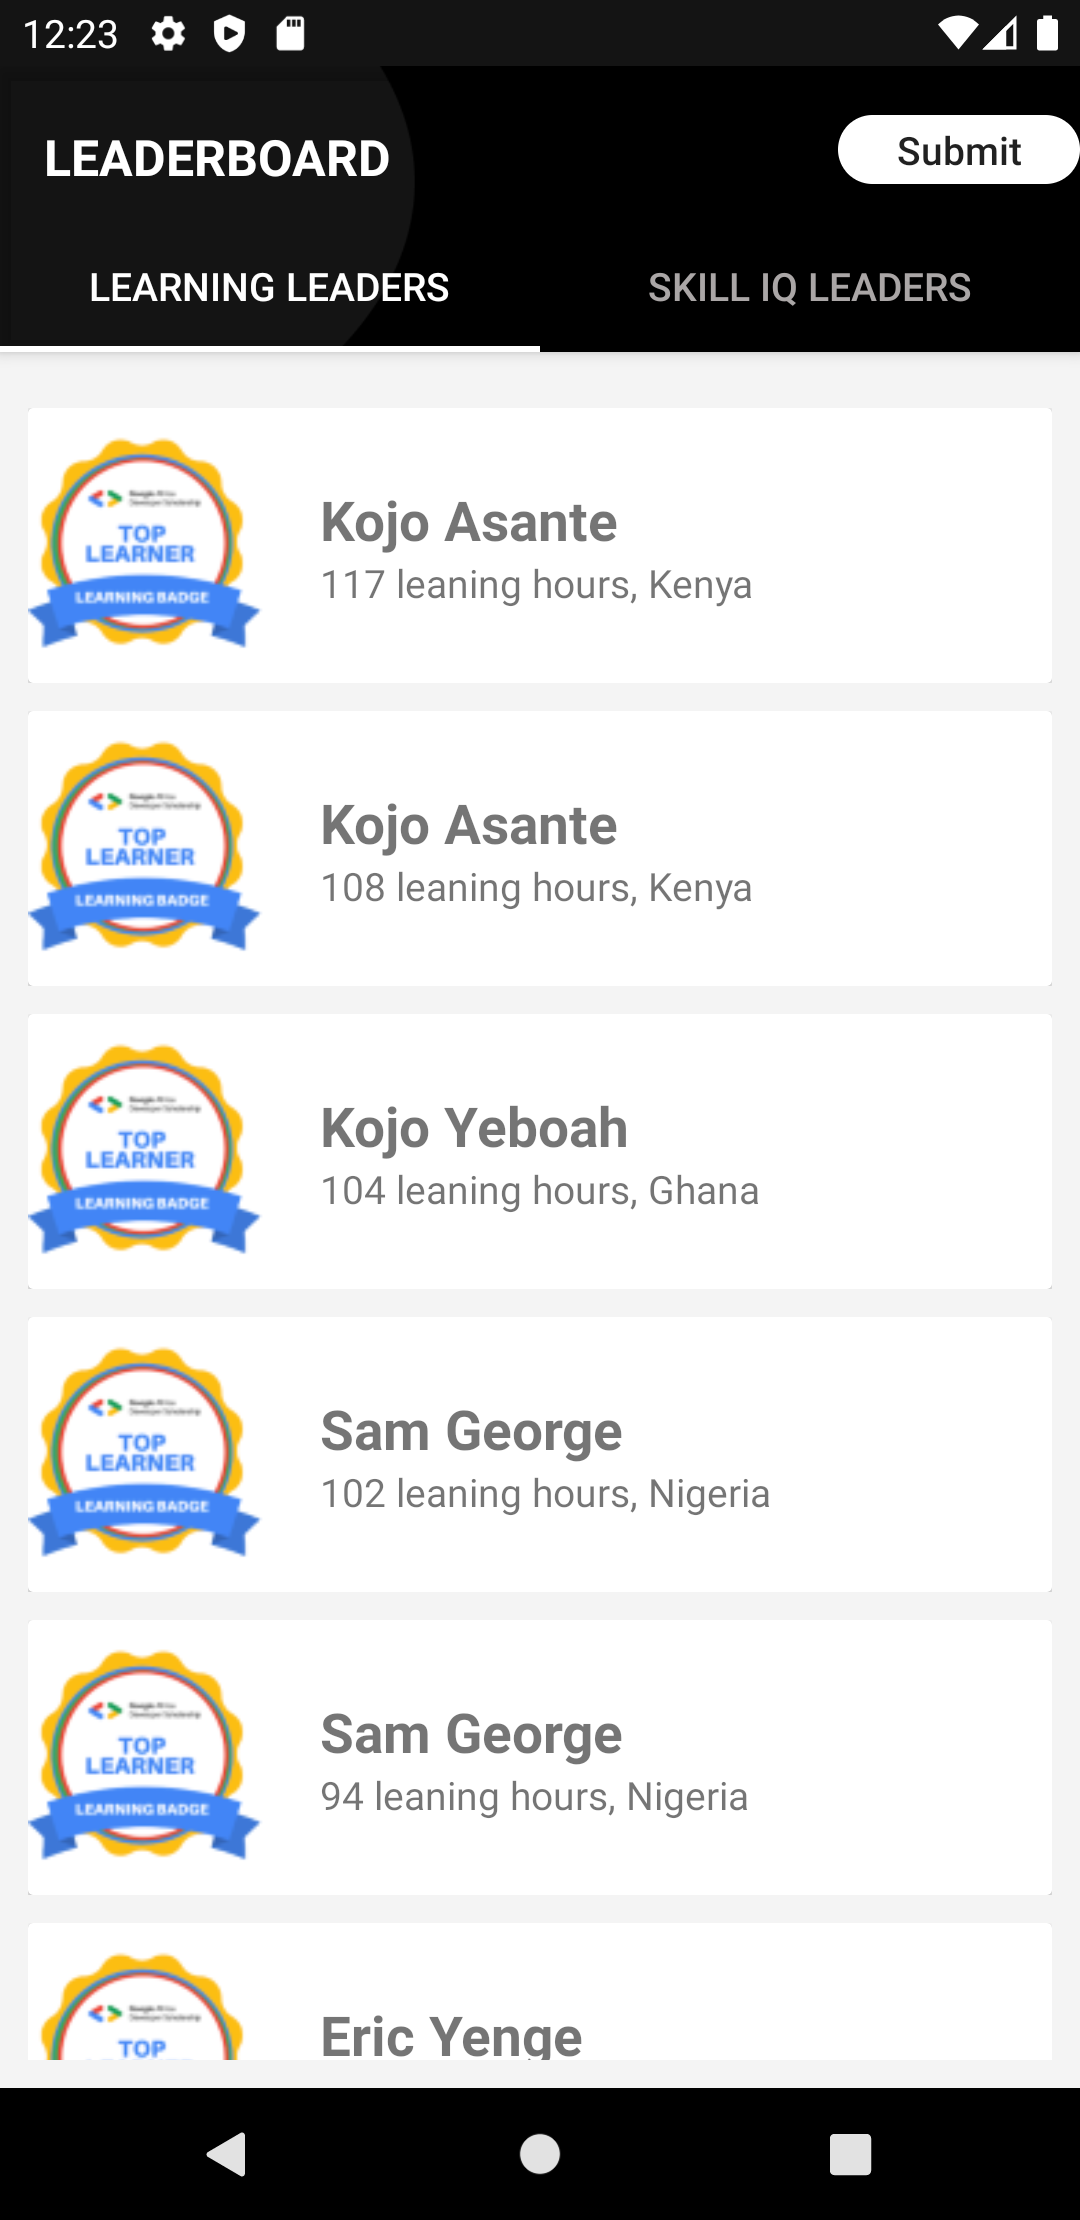 12:23
LEADERBOARD
Submit
LEARNING LEADERS
SKILL IQ LEADERS
TOP
LEARNER
LEARNING BADGE
Kojo Asante
117 leaning hours, Kenya
TOP
LEARNER
LEARNING BADGE
Kojo Asante
108 leaning hours, Kenya
TOP
LEARNER
LEARNING BADGE
Kojo Yeboah
104 leaning hours, Ghana
TOP
LEARNER
LEARNING BADGE
Sam George
102 leaning hours, Nigeria
TOP
LEARNER
LEARNING BADGE
Sam George
94 leaning hours, Nigeria
TOP
Eric Yenge